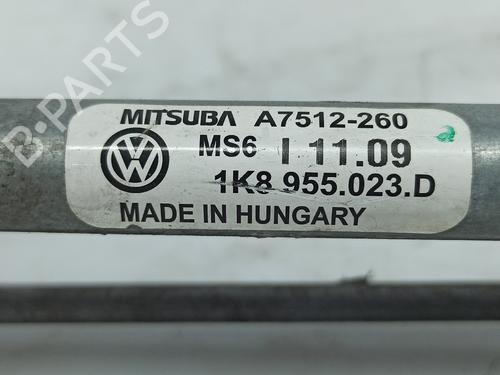 B-PARTS
MITSUBA A7512-260
MS6 I 11.09
1K8 955.023.D
MADE IN HUNGARY